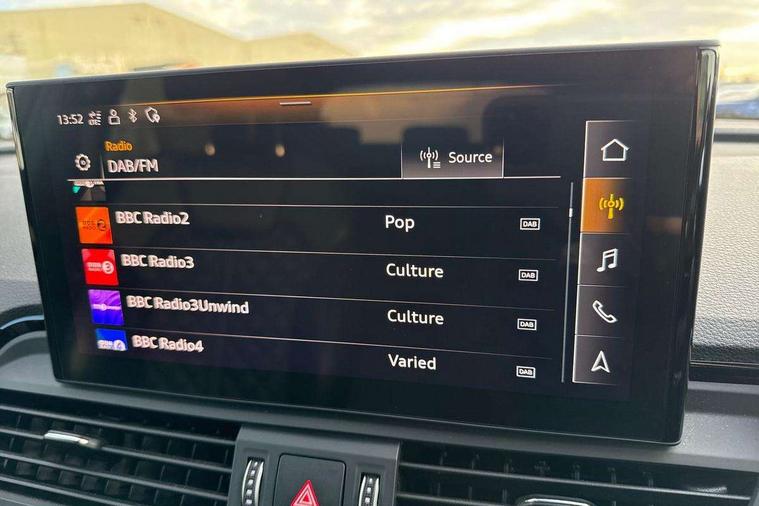 13:52
Radio
DAB/FM
Source
BBC Radio2
Pop
DAB
BBC Radio3
Culture
DAB
BBC Radio3Unwind
Culture
DAB
BBC Radio4
Varied
DAB